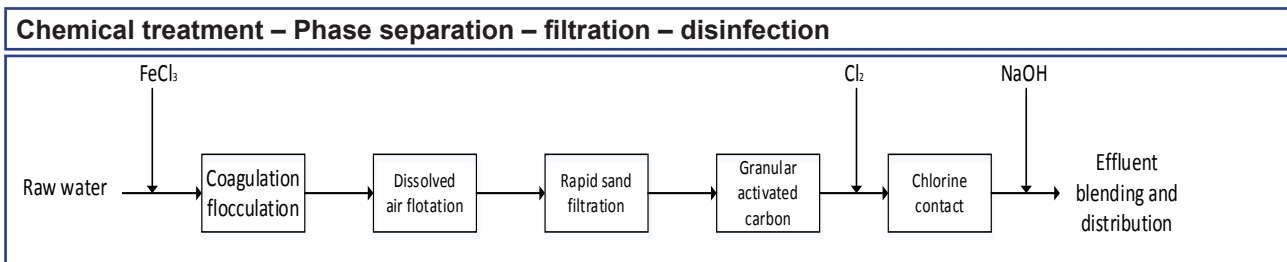 Chemical treatment – Phase separation – filtration – disinfection
FeCl₃
Cl₂
NaOH
Raw water
Coagulation
flocculation
Dissolved
air flotation
Rapid sand
filtration
Granular
activated
carbon
Chlorine
contact
Effluent
blending and
distribution